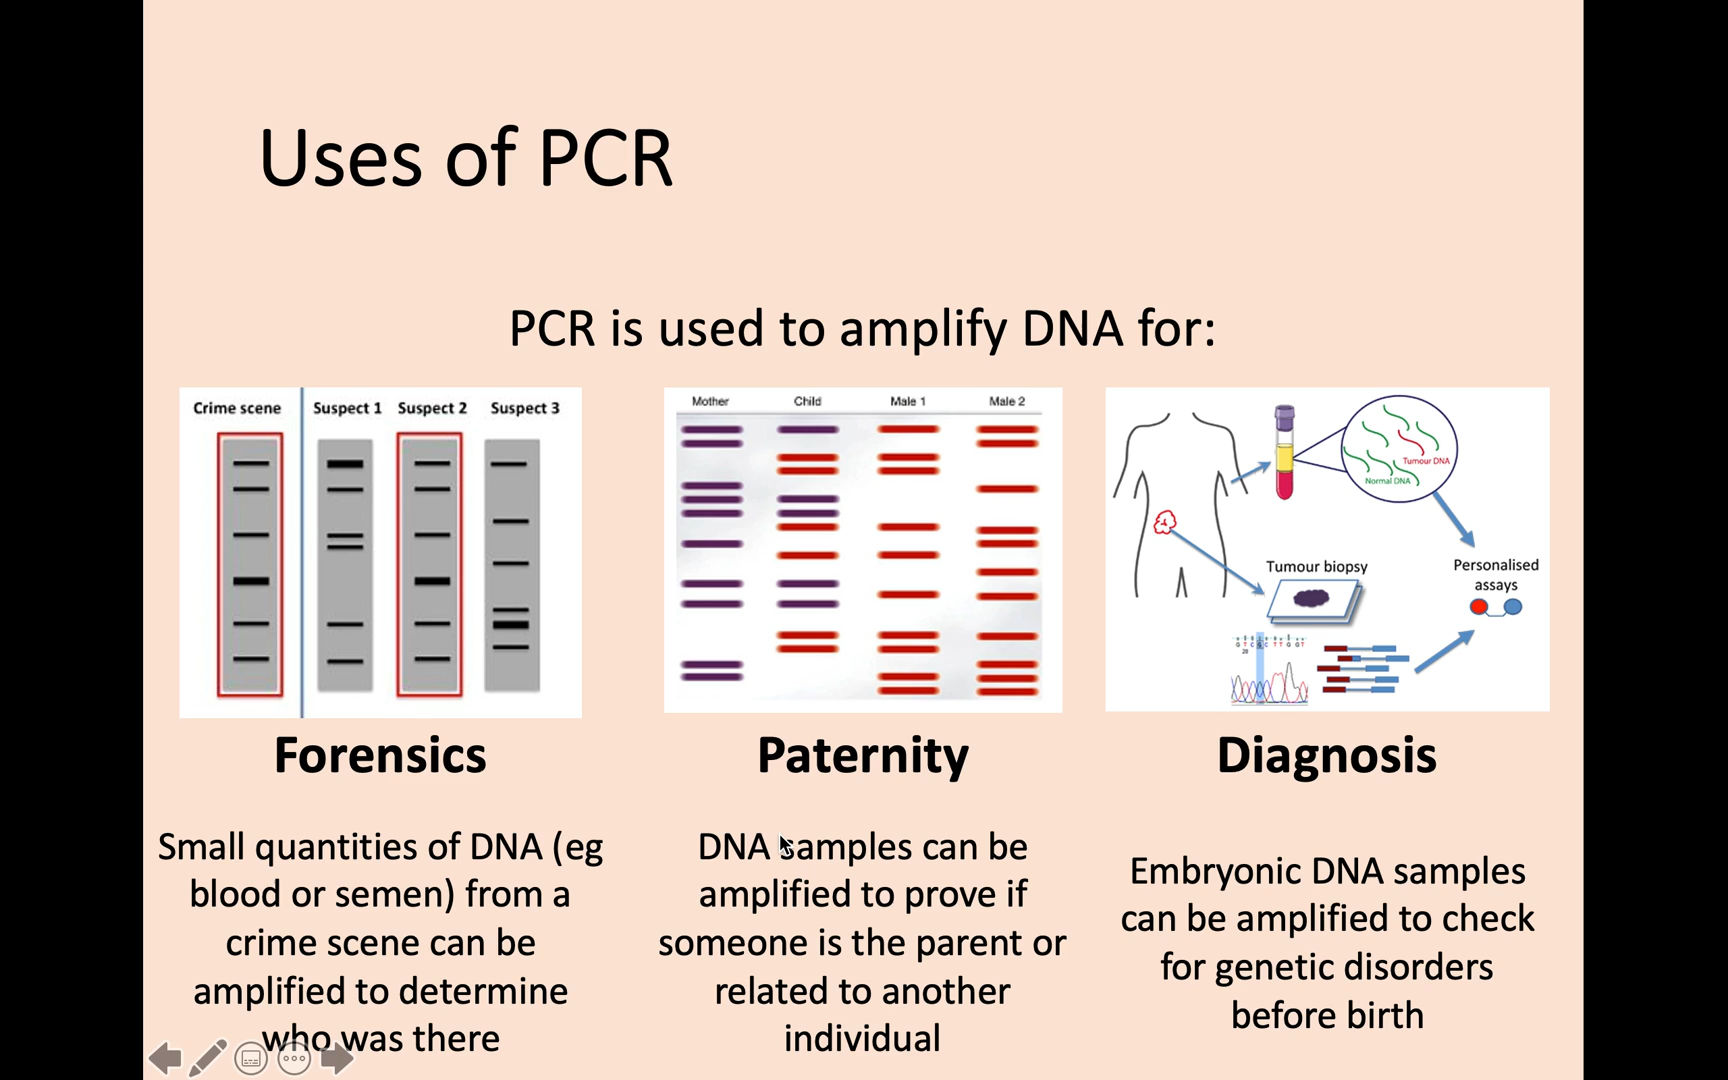 Uses of PCR
PCR is used to amplify DNA for:
Crime scene
Suspect 1
Suspect 2
Suspect 3
Mother
Child
Male 1
Male 2
Tumour DNA
Normal DNA
Tumour biopsy
Personalised
assays
20
Forensics
Small quantities of DNA (eg
blood or semen) from a
crime scene can be
amplified to determine
who was there
Paternity
DNA samples can be
amplified to prove if
someone is the parent or
related to another
individual
Diagnosis
Embryonic DNA samples
can be amplified to check
for genetic disorders
before birth